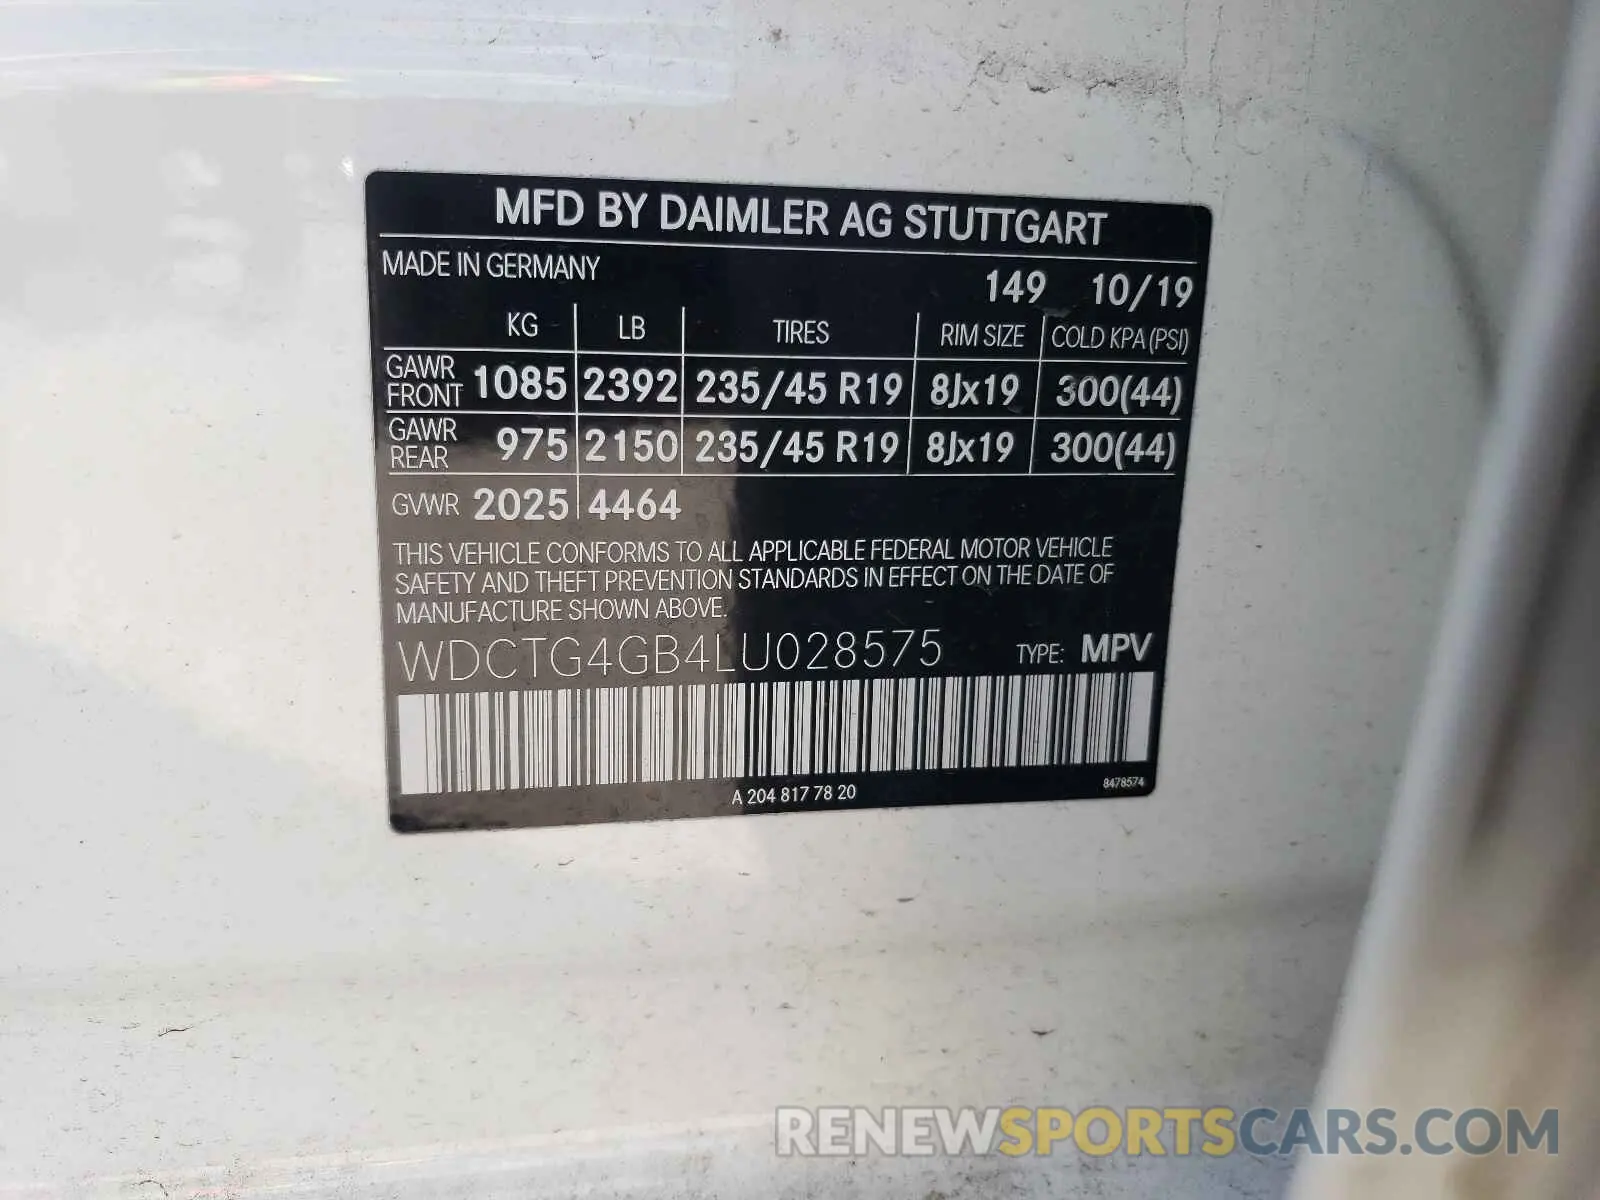 MFD BY DAIMLER AG STUTTGART
MADE IN GERMANY 149 10/19
KG LB TIRES RIM SIZE COLD KPA (PSI)
GAWR FRONT 1085 2392 235/45 R19 8Jx19 300(44)
GAWR REAR 975 2150 235/45 R19 8Jx19 300(44)
GVWR 2025 4464
THIS VEHICLE CONFORMS TO ALL APPLICABLE FEDERAL MOTOR VEHICLE
SAFETY AND THEFT PREVENTION STANDARDS IN EFFECT ON THE DATE OF
MANUFACTURE SHOWN ABOVE.
WDCTG4GB4LU028575 TYPE: MPV
A 204 817 78 20 8478574
RENEWSPORTSCARS.COM